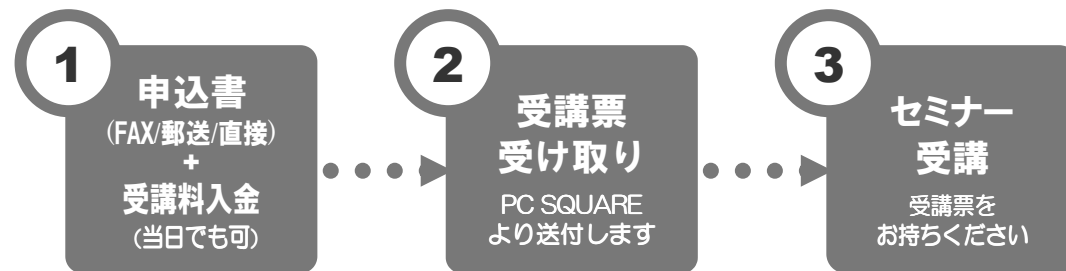 1
申込書
(FAX/郵送/直接)
+
受講料入金
(当日でも可)
2
受講票
受け取り
PC SQUARE
より送付します
3
セミナー
受講
受講票を
お持ちください